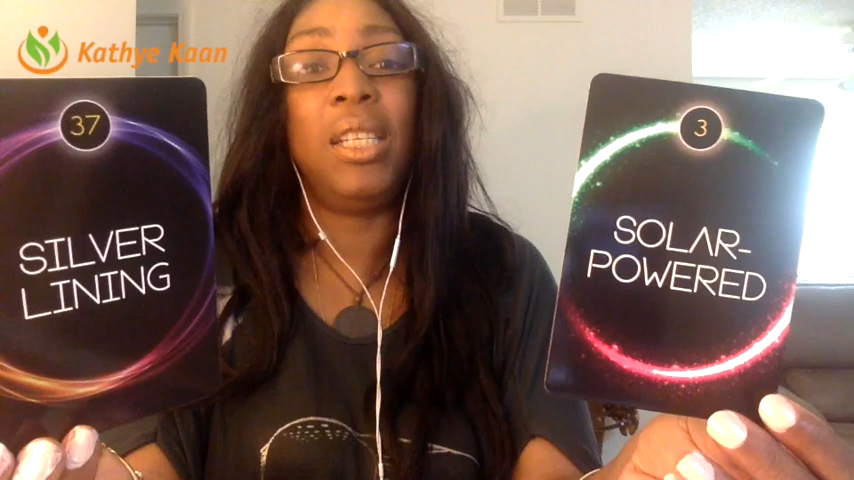 Kathye Kaan
37
SILVER
LINING
3
SOLAR-
POWERED